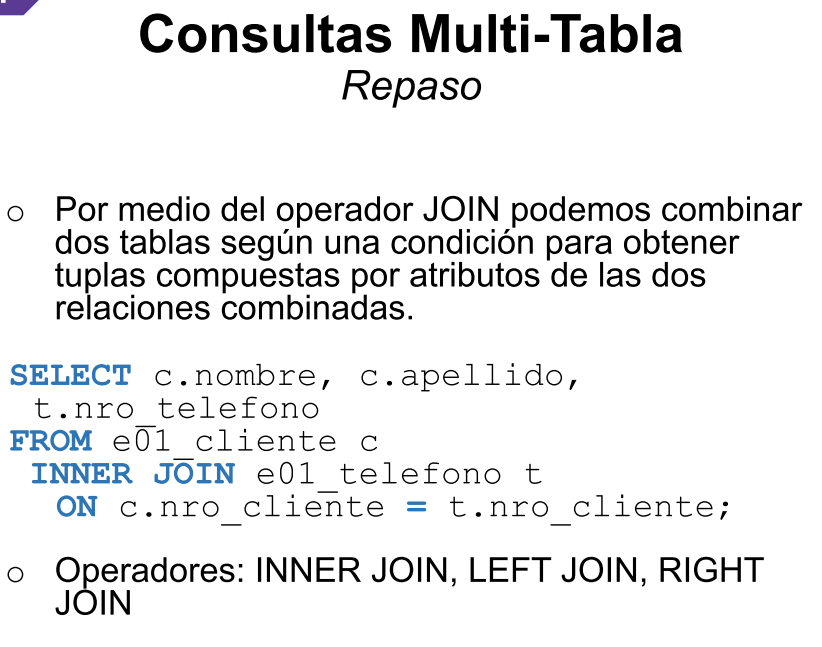 Consultas Multi-Tabla
Repaso
o Por medio del operador JOIN podemos combinar
dos tablas según una condición para obtener
tuplas compuestas por atributos de las dos
relaciones combinadas.
SELECT c.nombre, c.apellido,
t.nro_telefono
FROM e01_cliente c
INNER JOIN e01_telefono t
ON c.nro_cliente = t.nro_cliente;
o Operadores: INNER JOIN, LEFT JOIN, RIGHT
JOIN